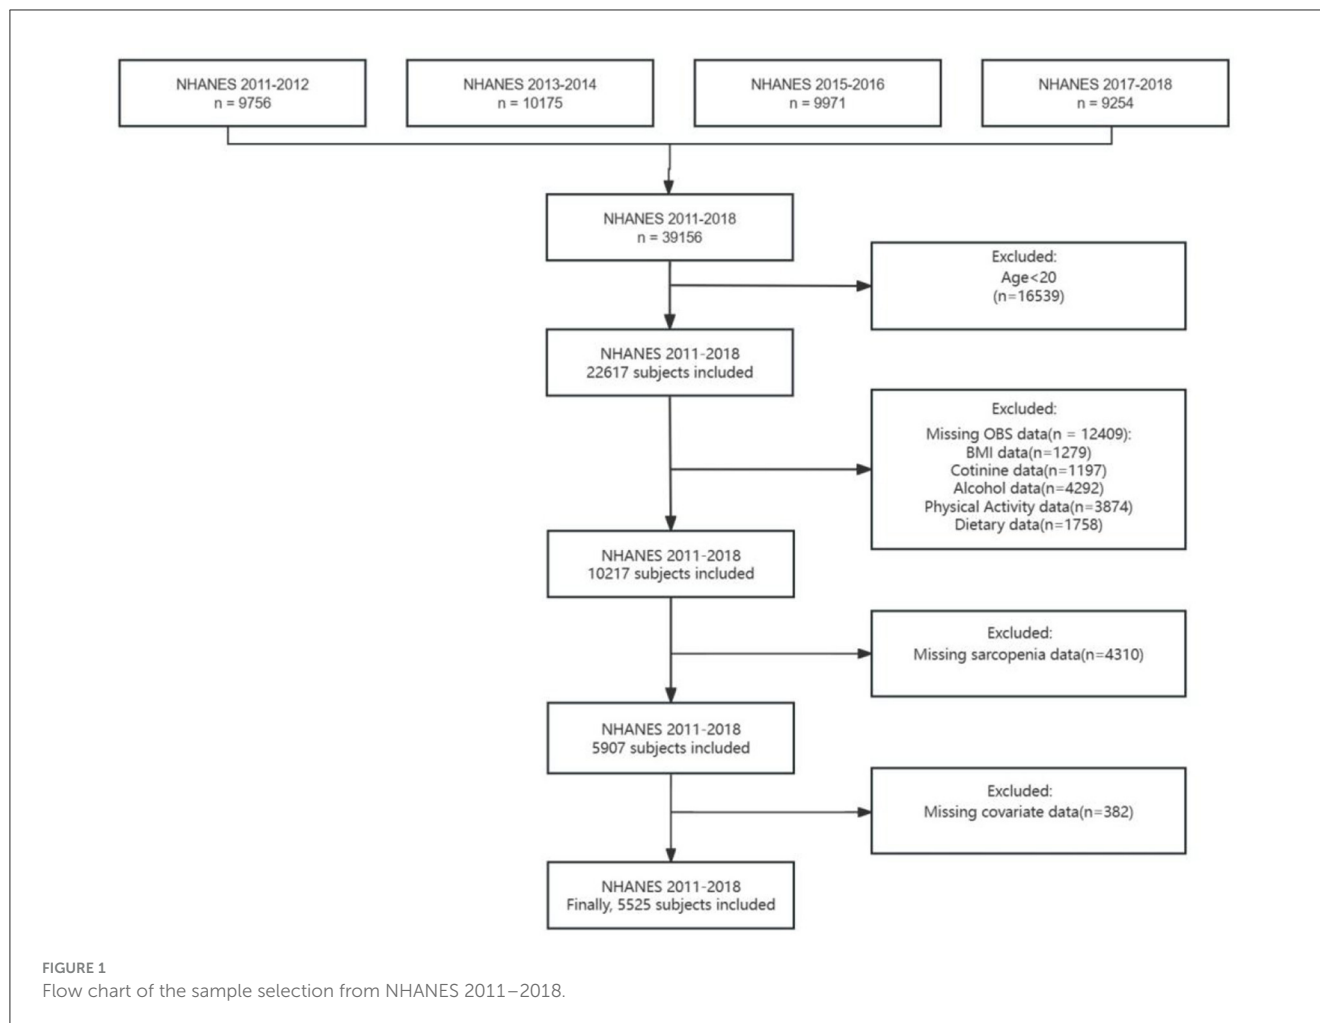 NHANES 2011-2012
n = 9756
NHANES 2013-2014
n = 10175
NHANES 2015-2016
n = 9971
NHANES 2017-2018
n = 9254
NHANES 2011-2018
n = 39156
Excluded:
Age<20
(n=16539)
NHANES 2011-2018
22617 subjects included
Excluded:
Missing OBS data(n = 12409):
BMI data(n=1279)
Cotinine data(n=1197)
Alcohol data(n=4292)
Physical Activity data(n=3874)
Dietary data(n=1758)
NHANES 2011-2018
10217 subjects included
Excluded:
Missing sarcopenia data(n=4310)
NHANES 2011-2018
5907 subjects included
Excluded:
Missing covariate data(n=382)
NHANES 2011-2018
Finally, 5525 subjects included
FIGURE 1
Flow chart of the sample selection from NHANES 2011–2018.